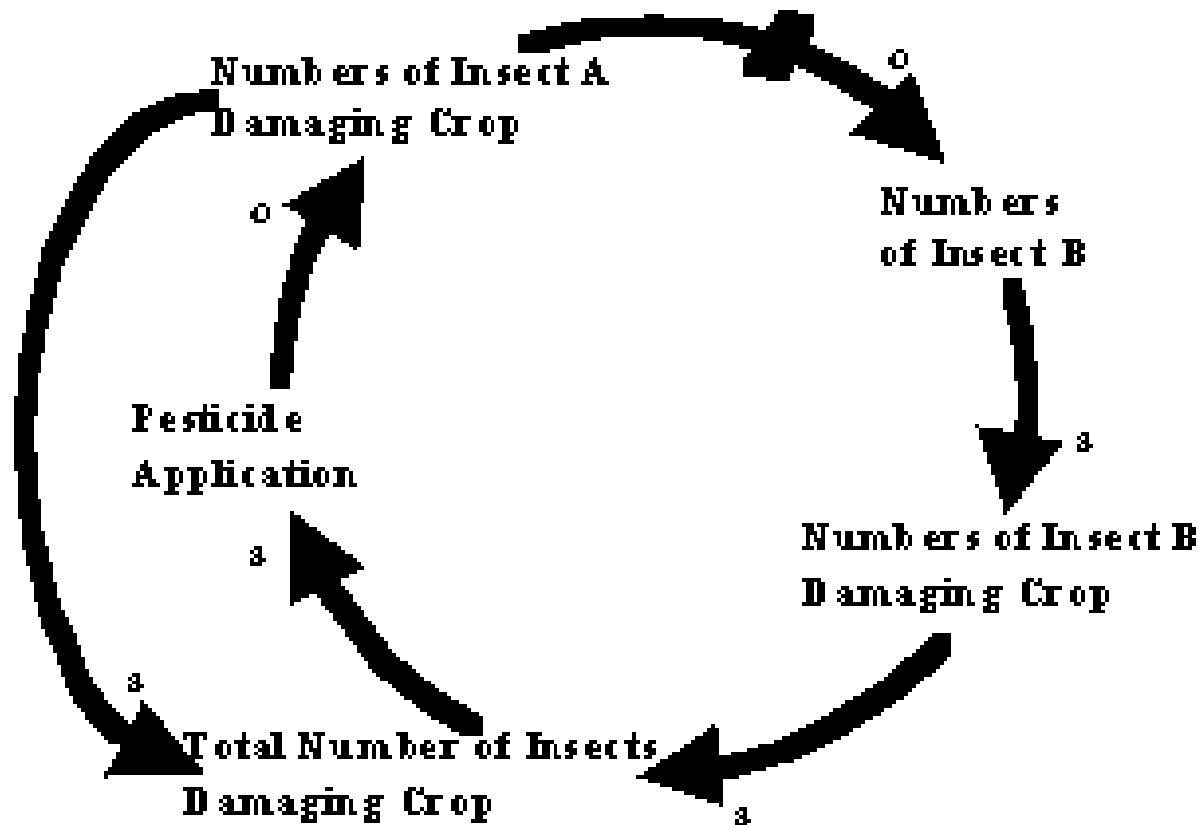 Numbers of Insect A
Damaging Crop
o
Numbers
of Insect B
s
Numbers of Insect B
Damaging Crop
s
Total Number of Insects
Damaging Crop
s
Pesticide
Application
s
o